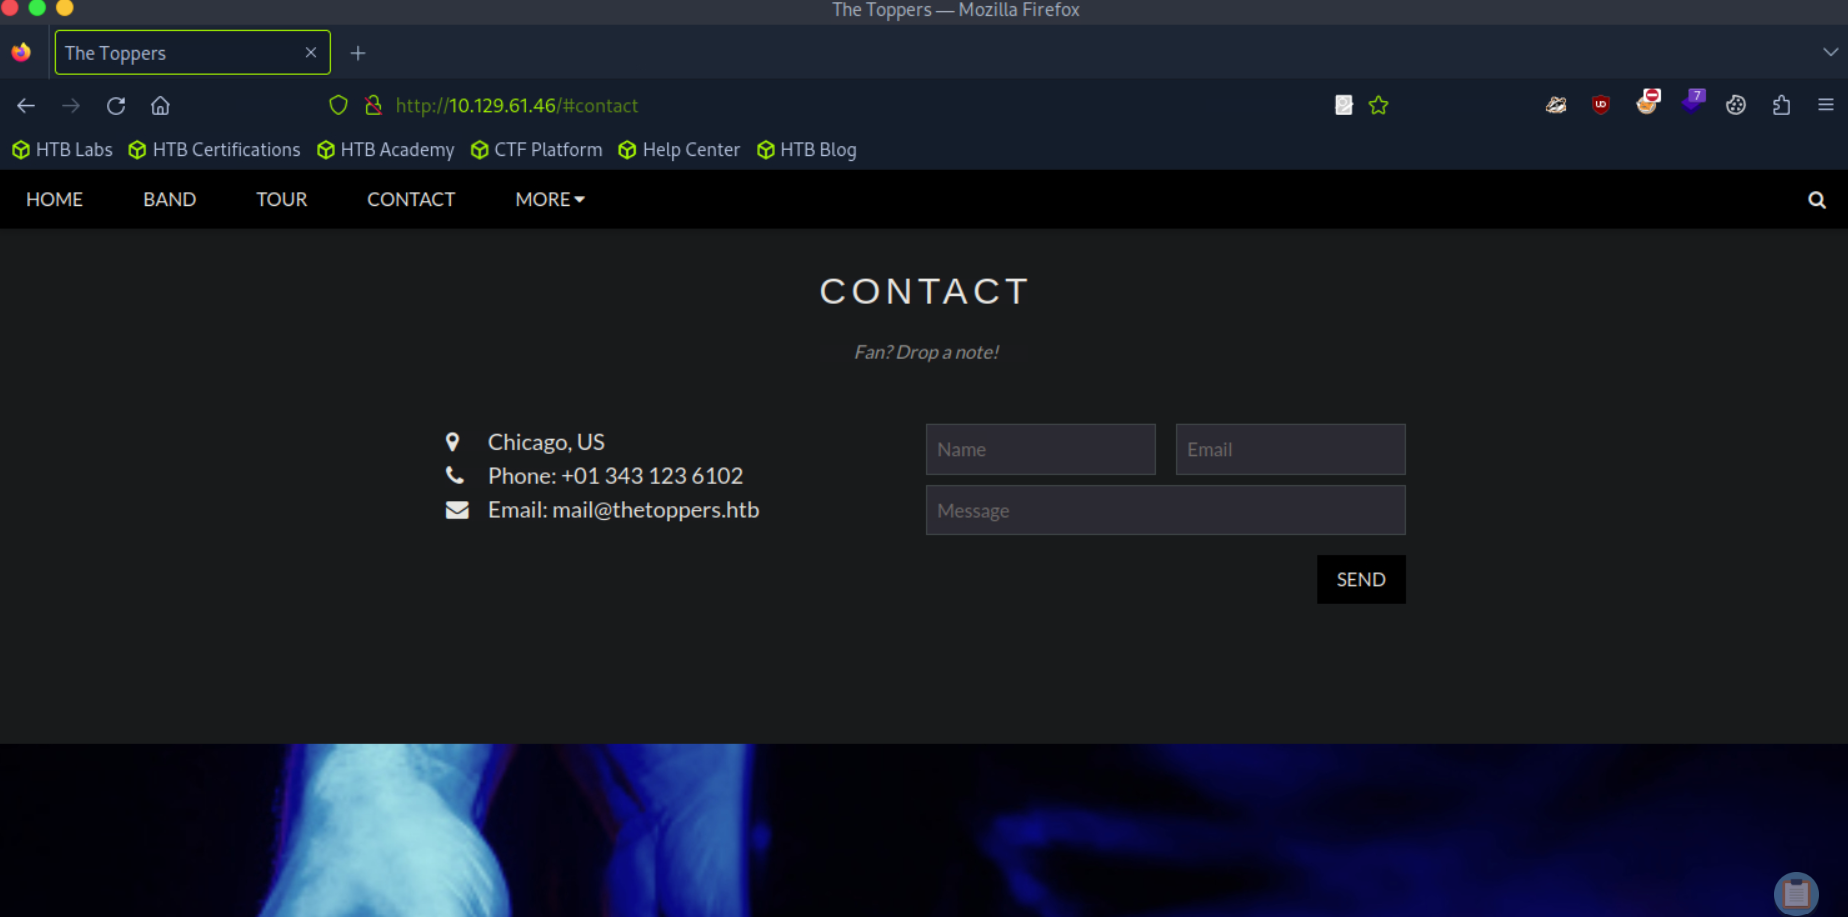 The Toppers — Mozilla Firefox
The Toppers
http://10.129.61.46/#contact
7
HTB Labs HTB Certifications HTB Academy CTF Platform Help Center HTB Blog
HOME BAND TOUR CONTACT MORE
CONTACT
Fan? Drop a note!
Chicago, US
Phone: +01 343 123 6102
Email: mail@thetoppers.htb
Name Email
Message
SEND